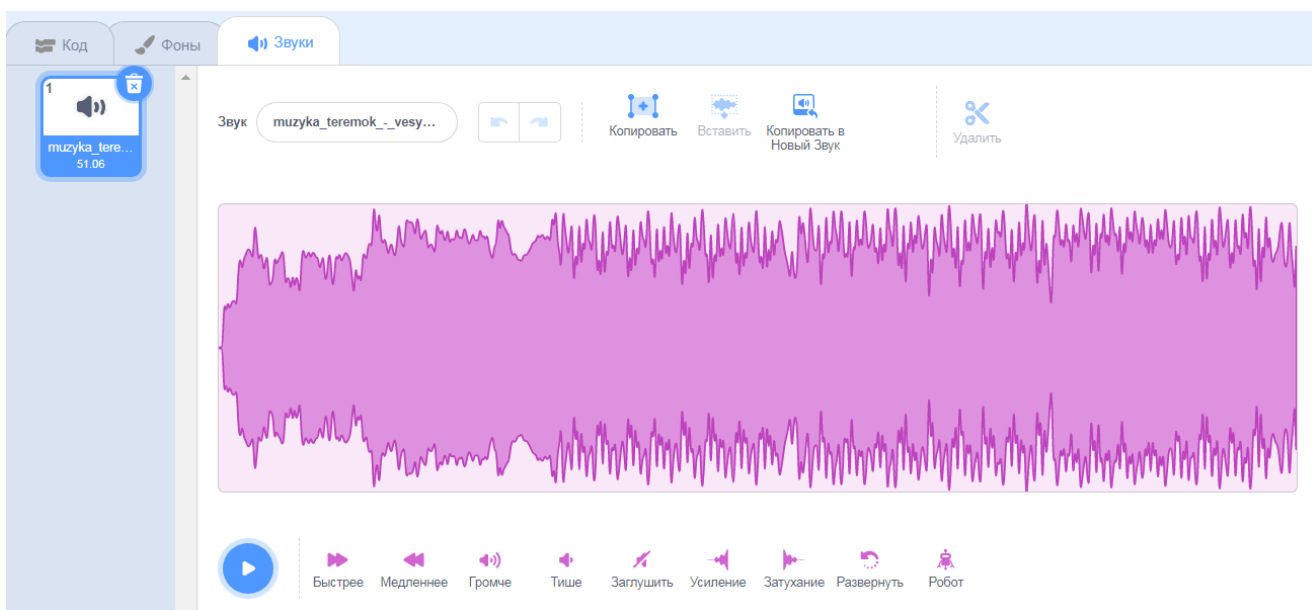 Код
Фоны
Звуки
1
muzyka_tere...
51.06
Звук
muzyka_teremok_-_vesy...
Копировать
Вставить
Копировать в
Новый Звук
Удалить
Быстрее
Медленнее
Громче
Тише
Заглушить
Усиление
Затухание
Развернуть
Робот